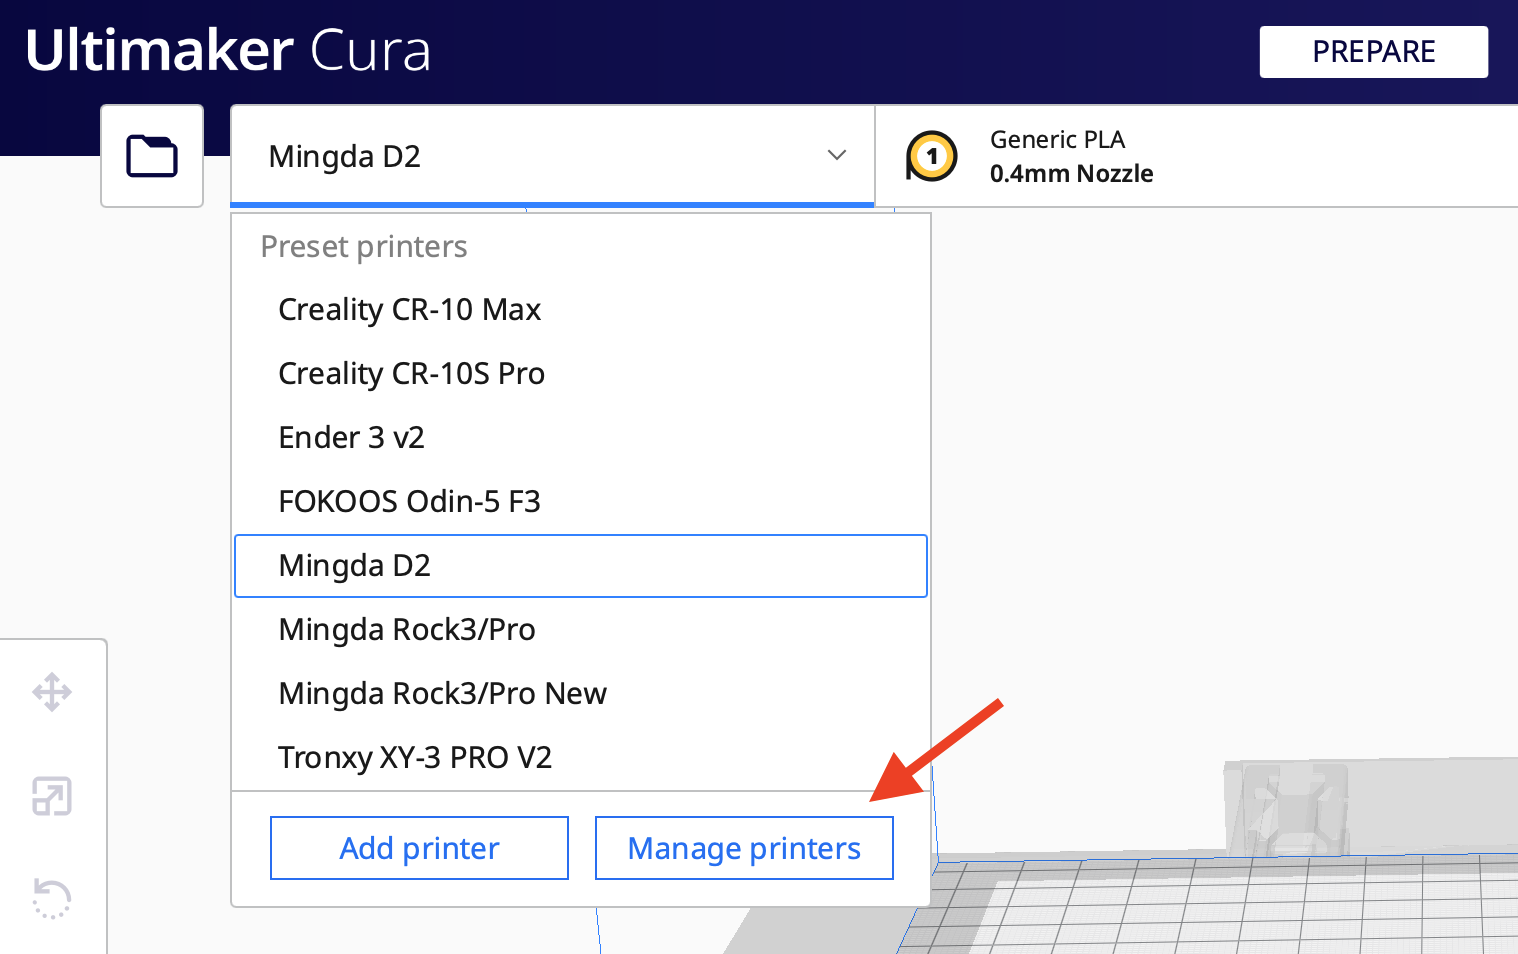 Ultimaker Cura
PREPARE
Mingda D2
1
Generic PLA
0.4mm Nozzle
Preset printers
Creality CR-10 Max
Creality CR-10S Pro
Ender 3 v2
FOKOOS Odin-5 F3
Mingda D2
Mingda Rock3/Pro
Mingda Rock3/Pro New
Tronxy XY-3 PRO V2
Add printer
Manage printers